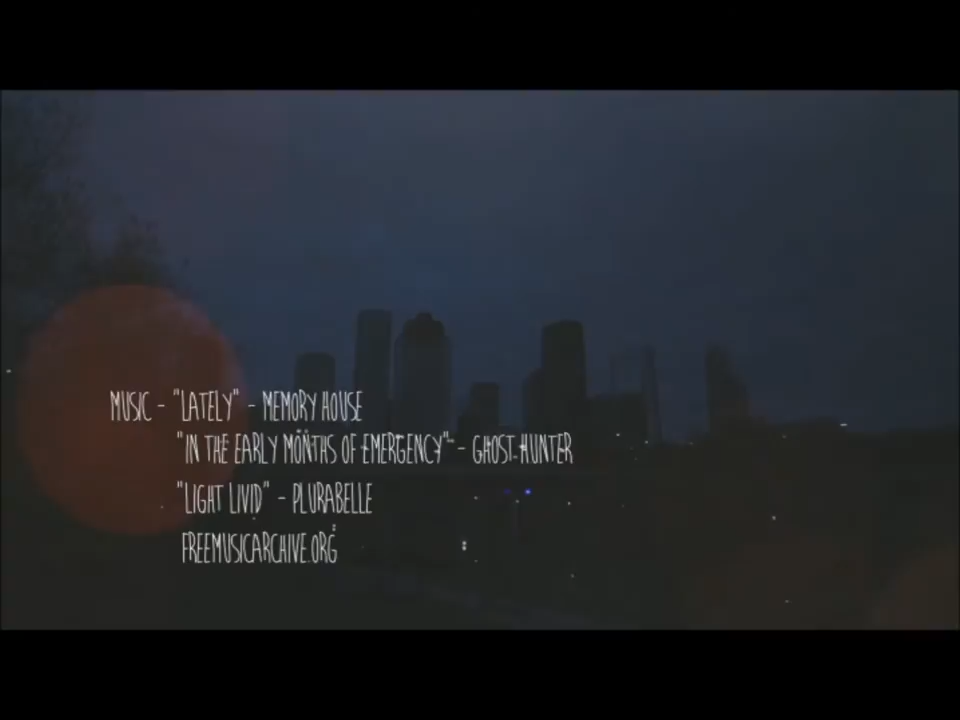 MUSIC - "LATELY" - MEMORY HOUSE
"IN THE EARLY MONTHS OF EMERGENCY" - GHOST HUNTER
"LIGHT LIVID" - PLURABELLE
FREEMUSICARCHIVE.ORG